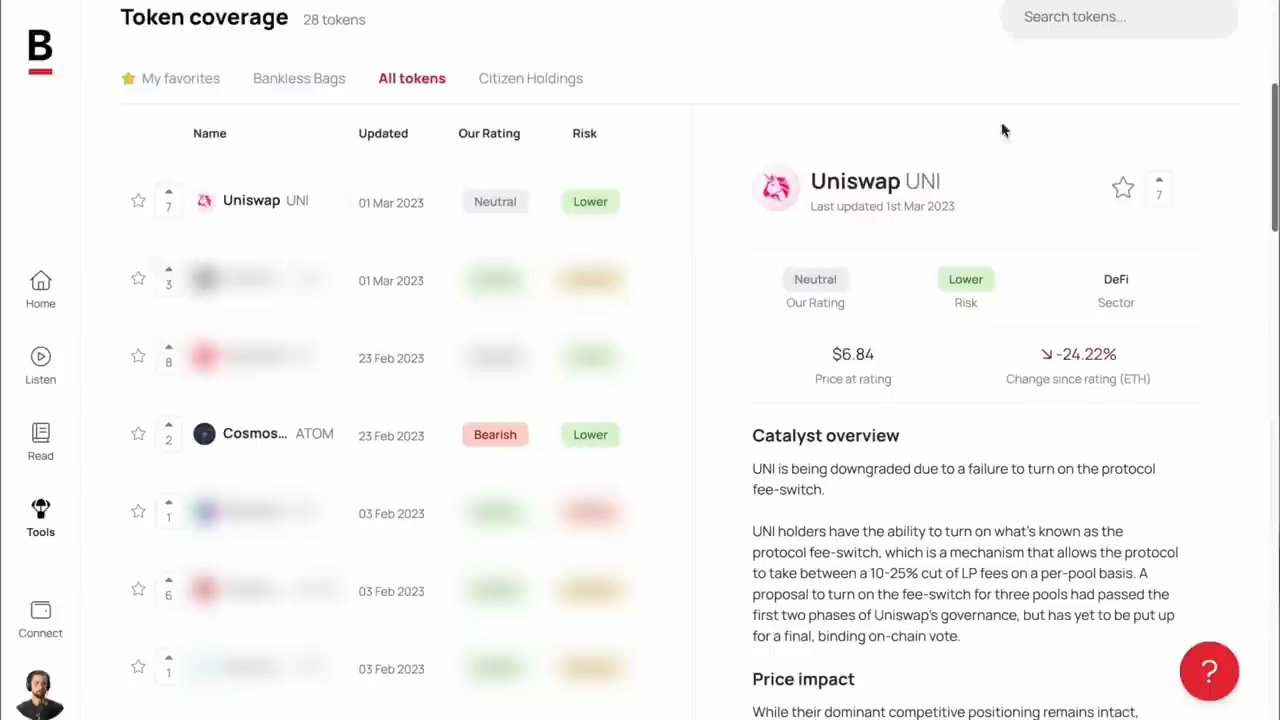 B
Token coverage 28 tokens
Search tokens...
My favorites Bankless Bags All tokens Citizen Holdings
Name Updated Our Rating Risk
7 Uniswap UNI 01 Mar 2023 Neutral Lower
3 01 Mar 2023
8 23 Feb 2023
2 Cosmos... ATOM 23 Feb 2023 Bearish Lower
1 03 Feb 2023
6 03 Feb 2023
1 03 Feb 2023
Home
Listen
Read
Tools
Connect
Uniswap UNI
Last updated 1st Mar 2023
7
Neutral Lower DeFi
Our Rating Risk Sector
$6.84 ↘ -24.22%
Price at rating Change since rating (ETH)
Catalyst overview
UNI is being downgraded due to a failure to turn on the protocol
fee-switch.
UNI holders have the ability to turn on what's known as the
protocol fee-switch, which is a mechanism that allows the protocol
to take between a 10-25% cut of LP fees on a per-pool basis. A
proposal to turn on the fee-switch for three pools had passed the
first two phases of Uniswap's governance, but has yet to be put up
for a final, binding on-chain vote.
Price impact
While their dominant competitive positioning remains intact,
?